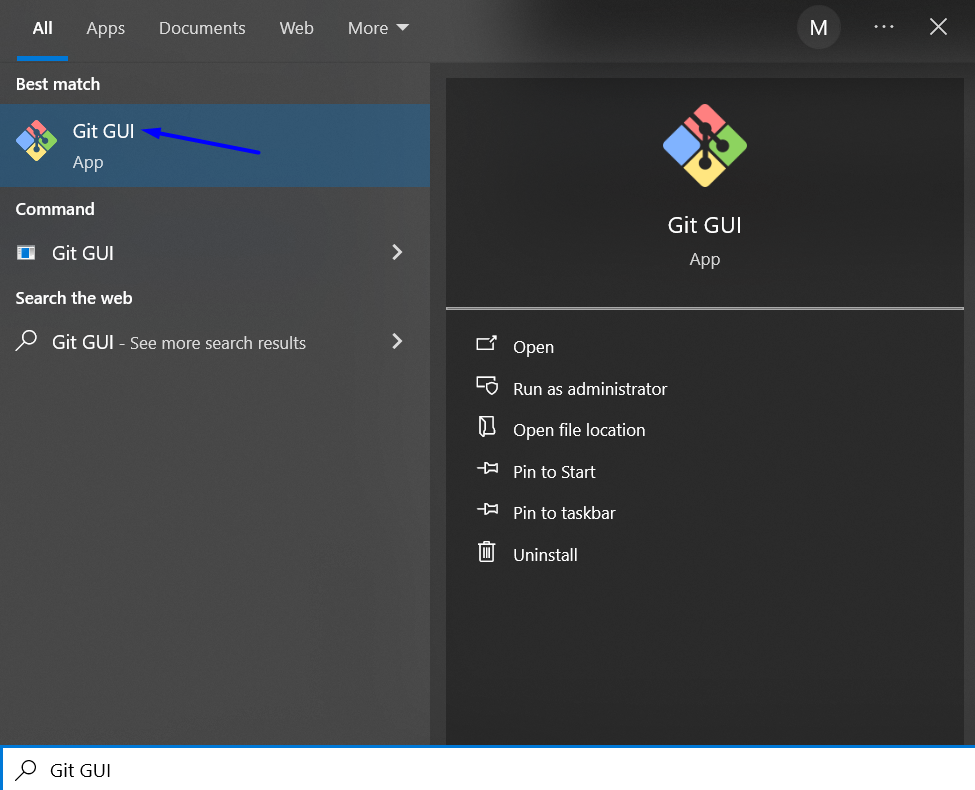 All Apps Documents Web More M
Best match
Git GUI
App
Command
Git GUI
Search the web
Git GUI - See more search results
Git GUI
App
Open
Run as administrator
Open file location
Pin to Start
Pin to taskbar
Uninstall
Git GUI